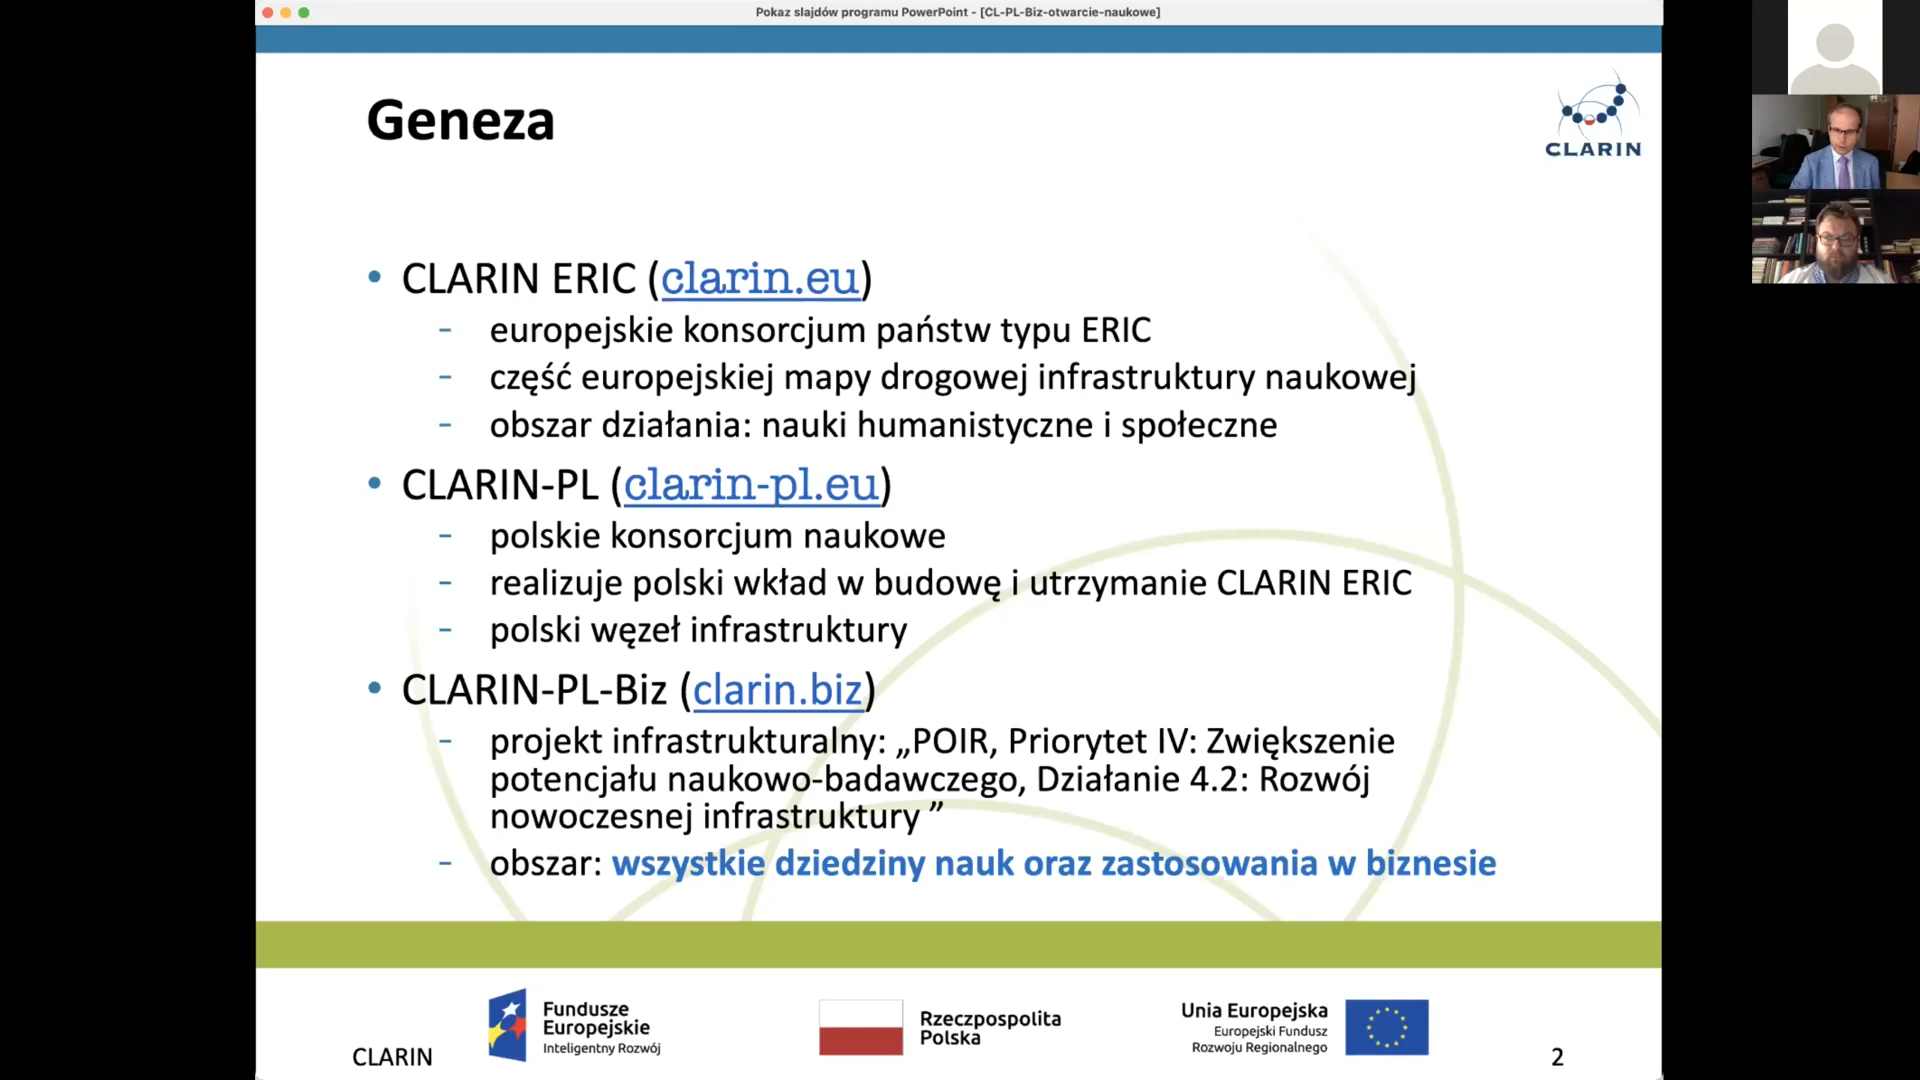 Pokaz slajdów programu PowerPoint - [CL-PL-Biz-otwarcie-naukowe]
Geneza
CLARIN
• CLARIN ERIC (clarin.eu)
- europejskie konsorcjum państw typu ERIC
- część europejskiej mapy drogowej infrastruktury naukowej
- obszar działania: nauki humanistyczne i społeczne
• CLARIN-PL (clarin-pl.eu)
- polskie konsorcjum naukowe
- realizuje polski wkład w budowę i utrzymanie CLARIN ERIC
- polski węzeł infrastruktury
• CLARIN-PL-Biz (clarin.biz)
- projekt infrastrukturalny: „POIR, Priorytet IV: Zwiększenie
potencjału naukowo-badawczego, Działanie 4.2: Rozwój
nowoczesnej infrastruktury ”
- obszar: wszystkie dziedziny nauk oraz zastosowania w biznesie
CLARIN
Fundusze
Europejskie
Inteligentny Rozwój
Rzeczpospolita
Polska
Unia Europejska
Europejski Fundusz
Rozwoju Regionalnego
2